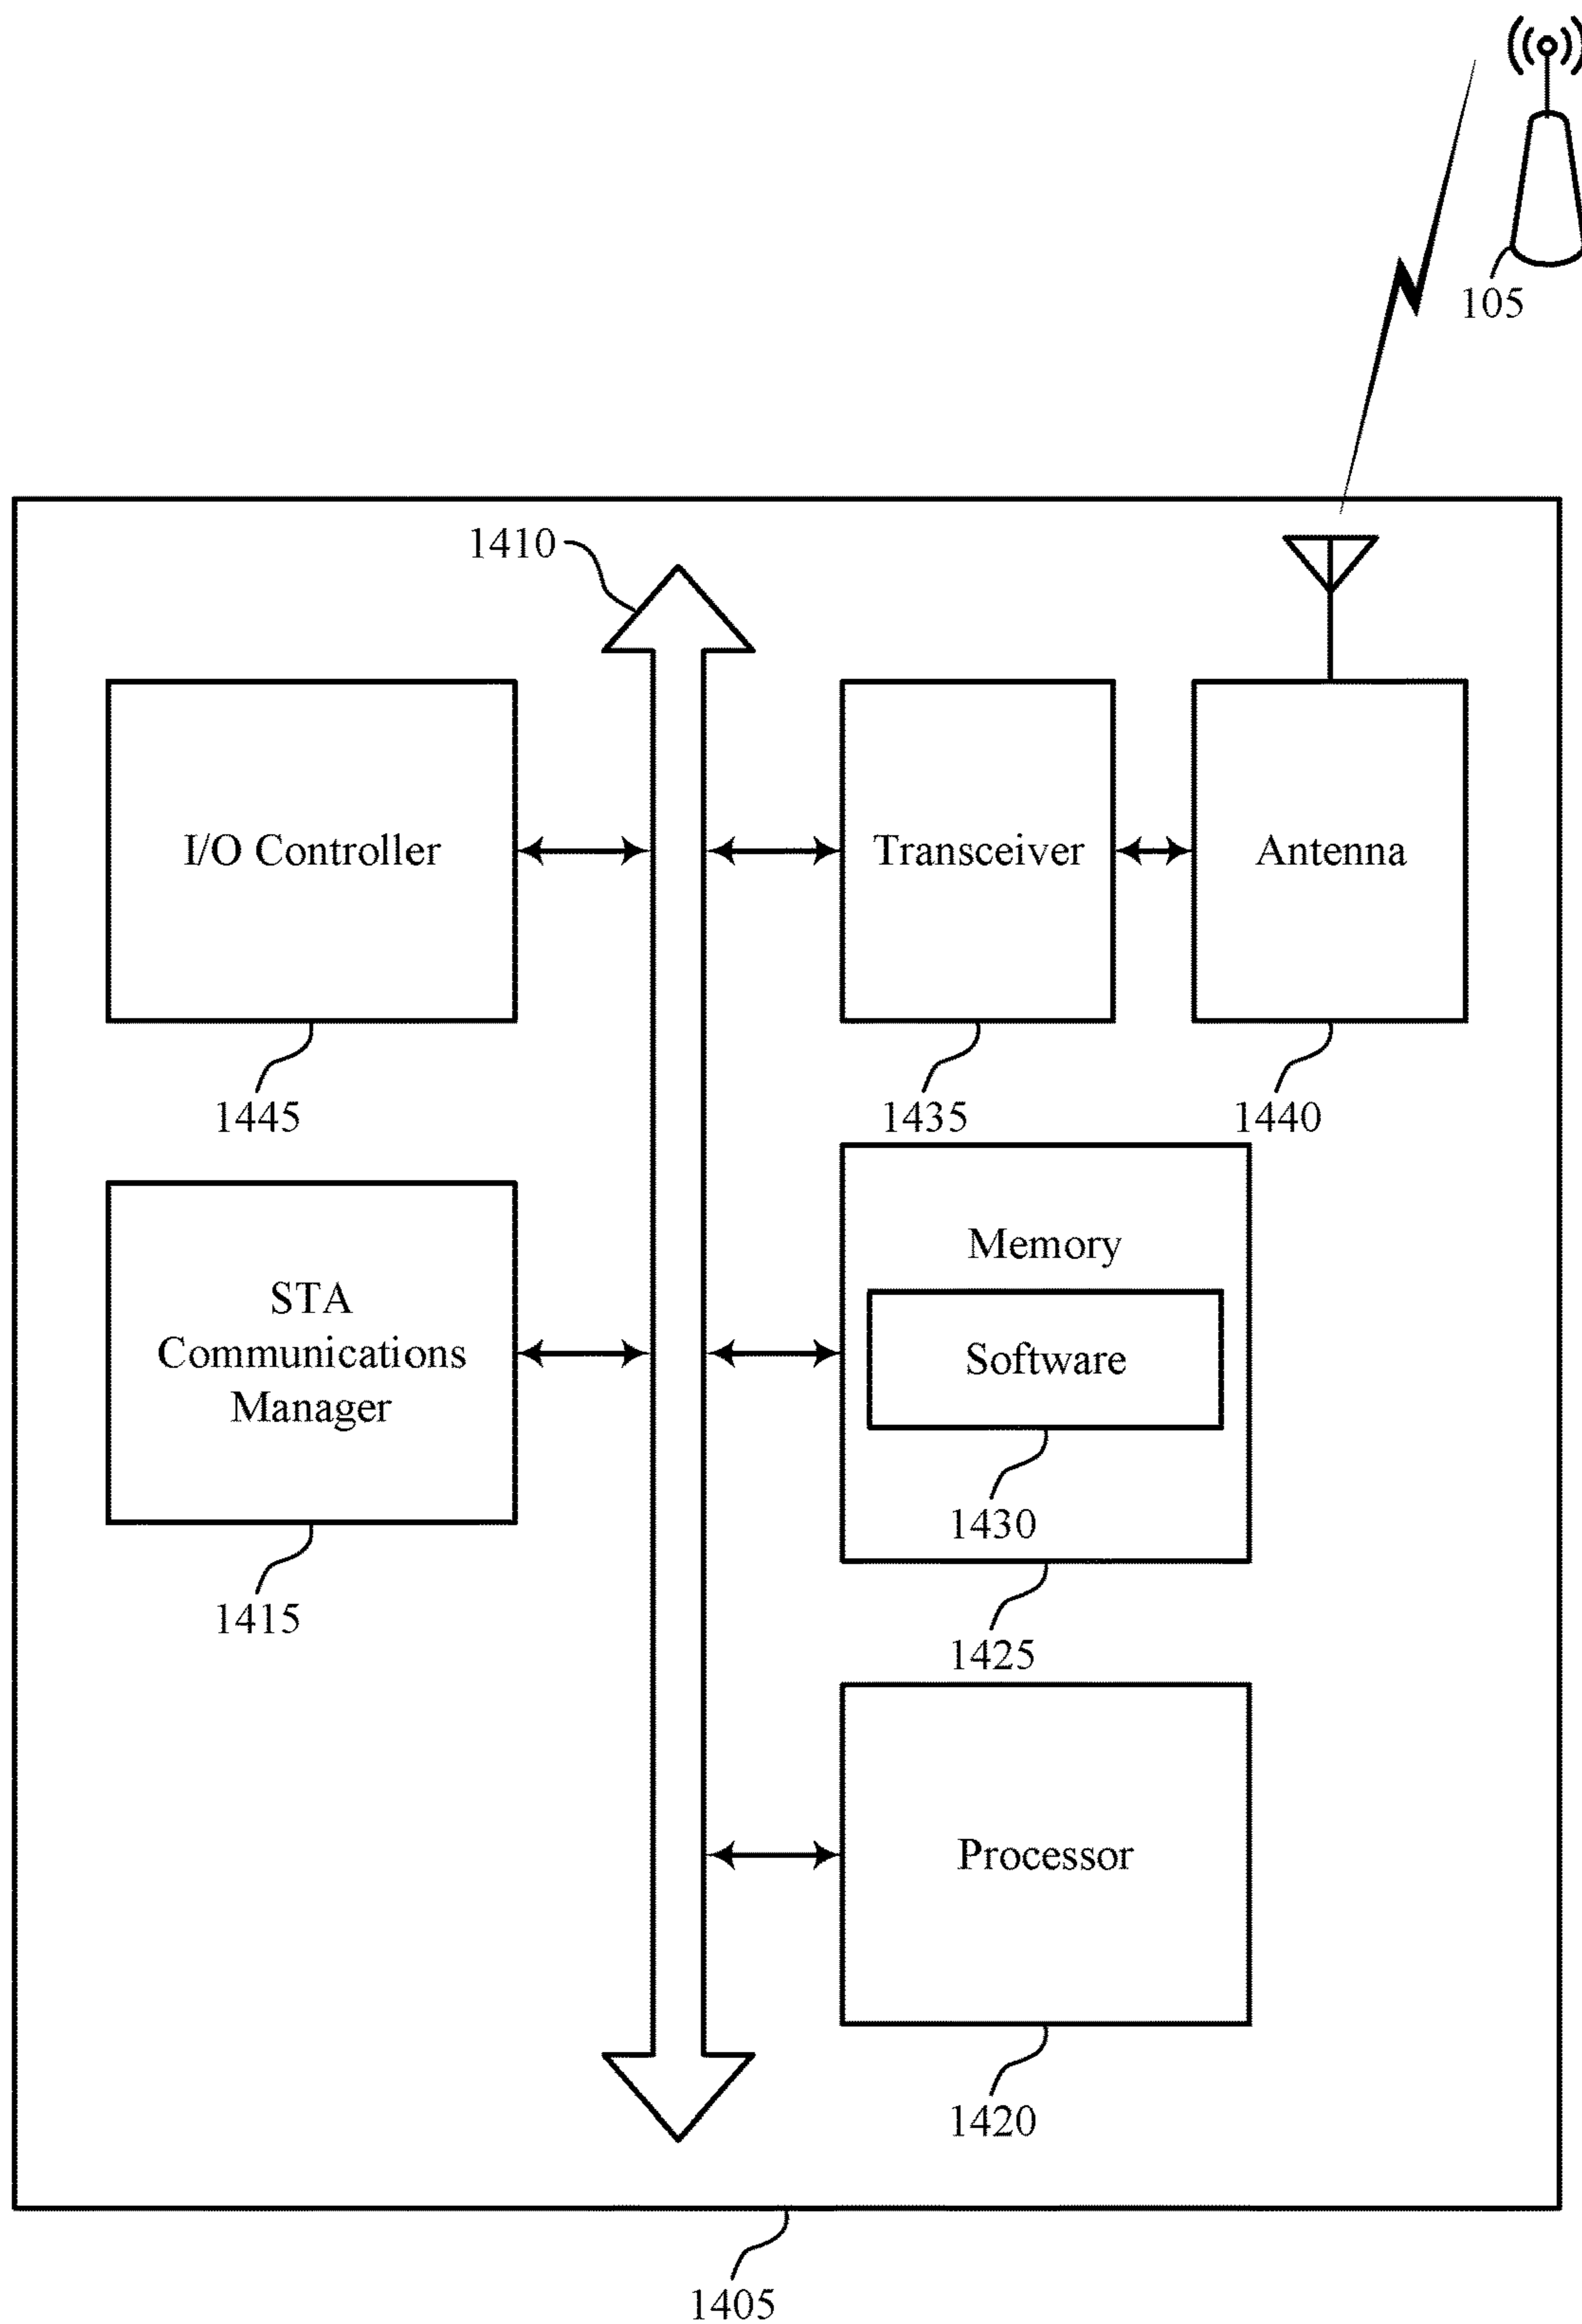 105
1410
I/O Controller
Transceiver
Antenna
1445
1435
1440
STA
Communications
Manager
Memory
Software
1430
1415
1425
Processor
1420
1405